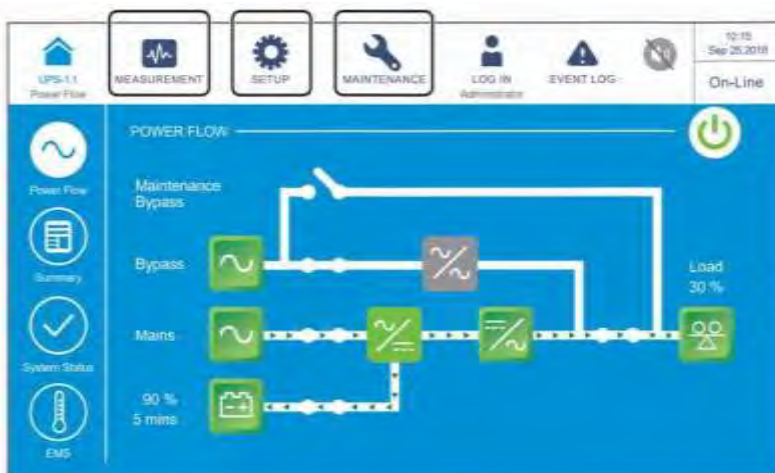 UPS-1.1
Power Flow
MEASUREMENT
SETUP
MAINTENANCE
LOG IN
Administrator
EVENT LOG
12:15
Sep 25,2018
On-Line
POWER FLOW
Power Flow
Summary
System Status
EMS
Maintenance
Bypass
Bypass
Mains
90 %
5 mins
Load
30 %